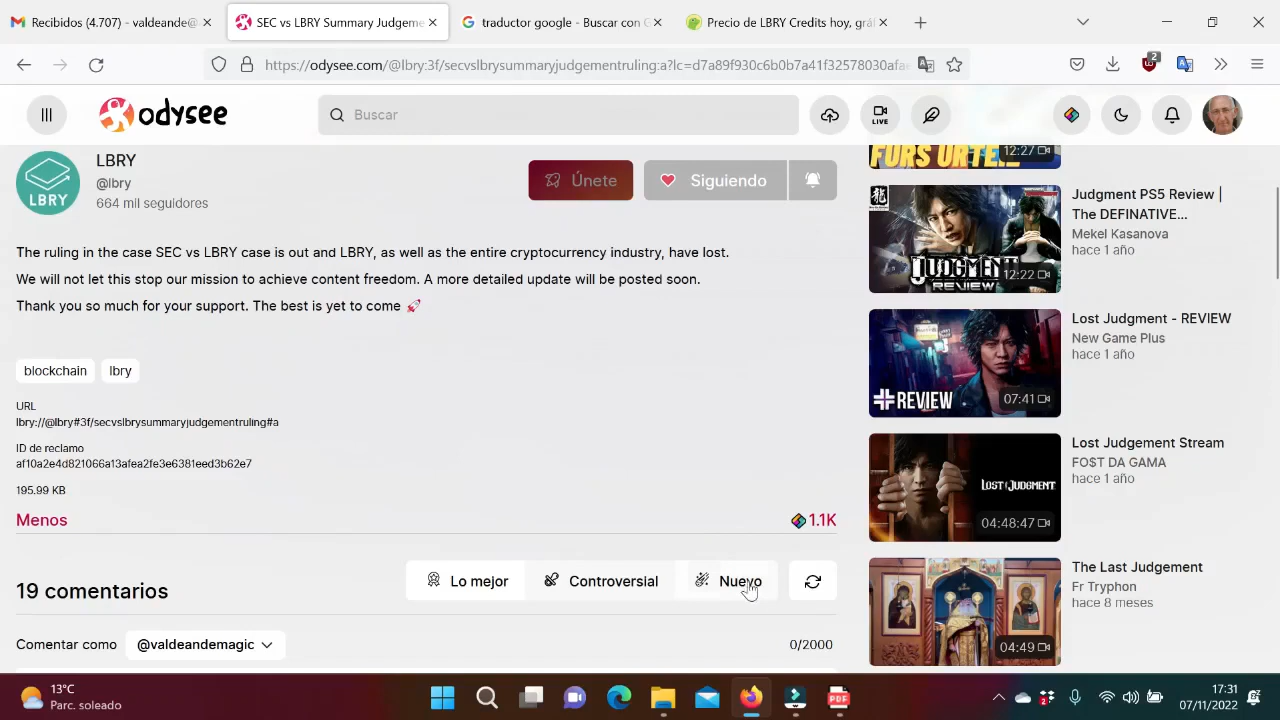 Recibidos (4.707) - valdeande@
SEC vs LBRY Summary Judgeme
traductor google - Buscar con G
Precio de LBRY Credits hoy, grá
https://odysee.com/@lbry:3f/secvslbrysummaryjudgementruling:a?lc=d7a89f930c6b0b7a41f32578030afa
2
odysee
Buscar
LIVE
LBRY
LBRY
@lbry
664 mil seguidores
Únete
Siguiendo
The ruling in the case SEC vs LBRY case is out and LBRY, as well as the entire cryptocurrency industry, have lost.
We will not let this stop our mission to advance content freedom. A more detailed update will be posted soon.
Thank you so much for your support. The best is yet to come 🚀
blockchain
lbry
URL
lbry://@lbry#3f/secvslbrysummaryjudgementruling#a
ID de reclamo
af10a2e4d821066a13afea2fe3e6381eed3b62e7
195.99 KB
Menos
1.1K
19 comentarios
Lo mejor
Controversial
Nuevo
Comentar como
@valdeandemagic
0/2000
FURS URTE...
12:27
JUDGMENT
REVIEW
12:22
Judgment PS5 Review |
The DEFINITIVE...
Mekel Kasanova
hace 1 año
REVIEW
07:41
Lost Judgment - REVIEW
New Game Plus
hace 1 año
LOST JUDGMENT
04:48:47
Lost Judgement Stream
FO$T DA GAMA
hace 1 año
04:49
The Last Judgement
Fr Tryphon
hace 8 meses
13°C
Parc. soleado
2
PDF
17:31
07/11/2022